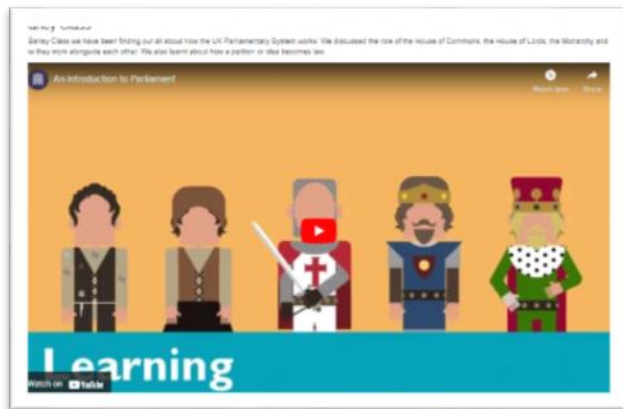 Barley Class we have been finding out all about how the UK Parliamentary System works. We discussed the role of the House of Commons, the House of Lords, the Monarchy and
they work alongside each other. We also learnt about how a petition or idea becomes law.
An introduction to Parliament
Watch later Share
Learning
Watch on YouTube